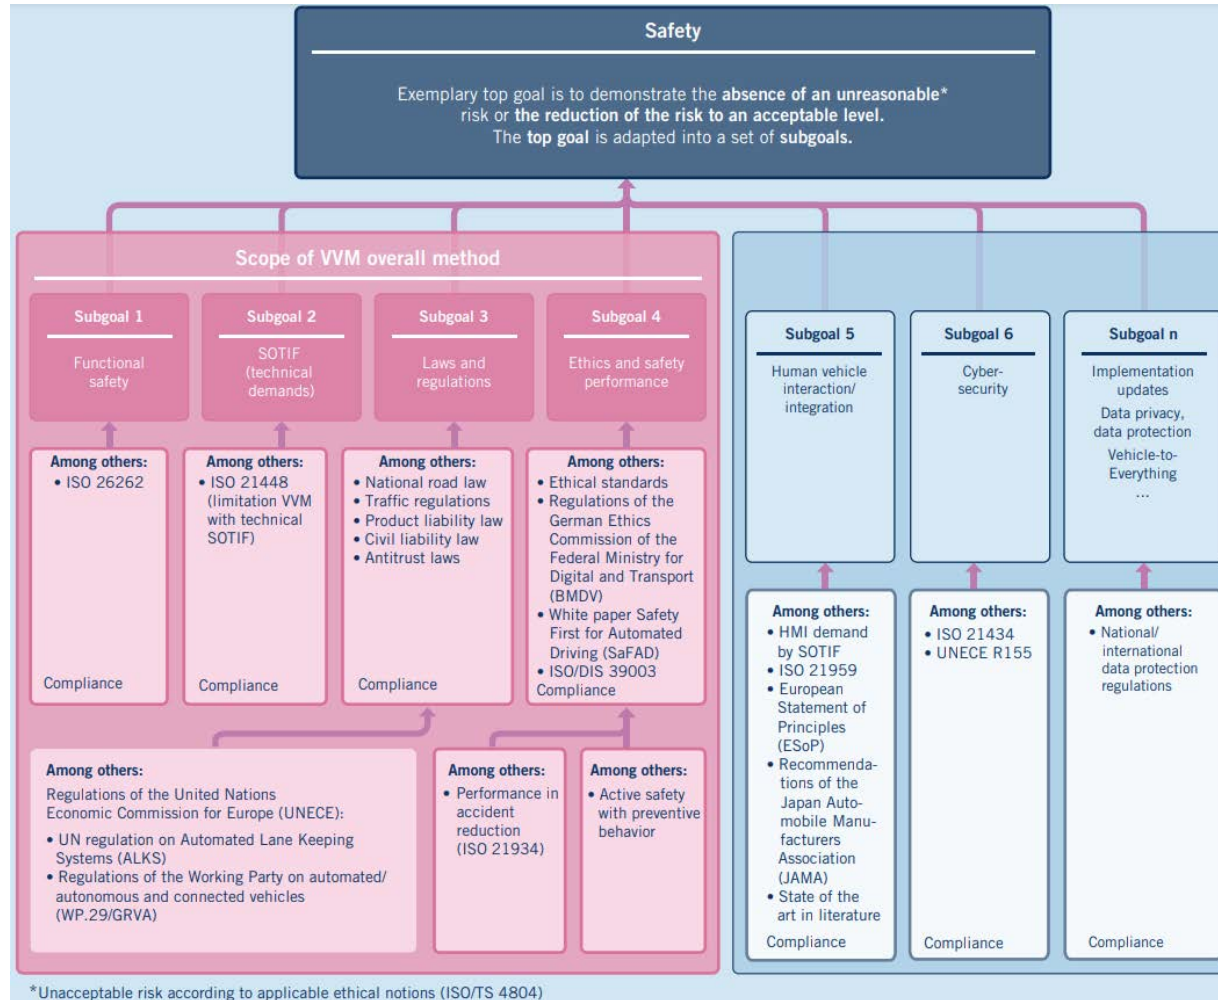 Safety
Exemplary top goal is to demonstrate the absence of an unreasonable*
risk or the reduction of the risk to an acceptable level.
The top goal is adapted into a set of subgoals.
Scope of VVM overall method
Subgoal 1
Functional
safety
Subgoal 2
SOTIF
(technical
demands)
Subgoal 3
Laws and
regulations
Subgoal 4
Ethics and safety
performance
Subgoal 5
Human vehicle
interaction/
integration
Subgoal 6
Cyber-
security
Subgoal n
Implementation
updates
Data privacy,
data protection
Vehicle-to-
Everything
...
Among others:
• ISO 26262
Compliance
Among others:
• ISO 21448
(limitation VVM
with technical
SOTIF)
Compliance
Among others:
• National road law
• Traffic regulations
• Product liability law
• Civil liability law
• Antitrust laws
Compliance
Among others:
• Ethical standards
• Regulations of the
German Ethics
Commission of the
Federal Ministry for
Digital and Transport
(BMDV)
• White paper Safety
First for Automated
Driving (SaFAD)
• ISO/DIS 39003
Compliance
Among others:
• HMI demand
by SOTIF
• ISO 21959
• European
Statement of
Principles
(ESoP)
• Recommenda-
tions of the
Japan Auto-
mobile Manu-
facturers
Association
(JAMA)
• State of the
art in literature
Compliance
Among others:
• ISO 21434
• UNECE R155
Compliance
Among others:
• National/
international
data protection
regulations
Compliance
Among others:
Regulations of the United Nations
Economic Commission for Europe (UNECE):
• UN regulation on Automated Lane Keeping
Systems (ALKS)
• Regulations of the Working Party on automated/
autonomous and connected vehicles
(WP.29/GRVA)
Among others:
• Performance in
accident
reduction
(ISO 21934)
Among others:
• Active safety
with preventive
behavior
*Unacceptable risk according to applicable ethical notions (ISO/TS 4804)